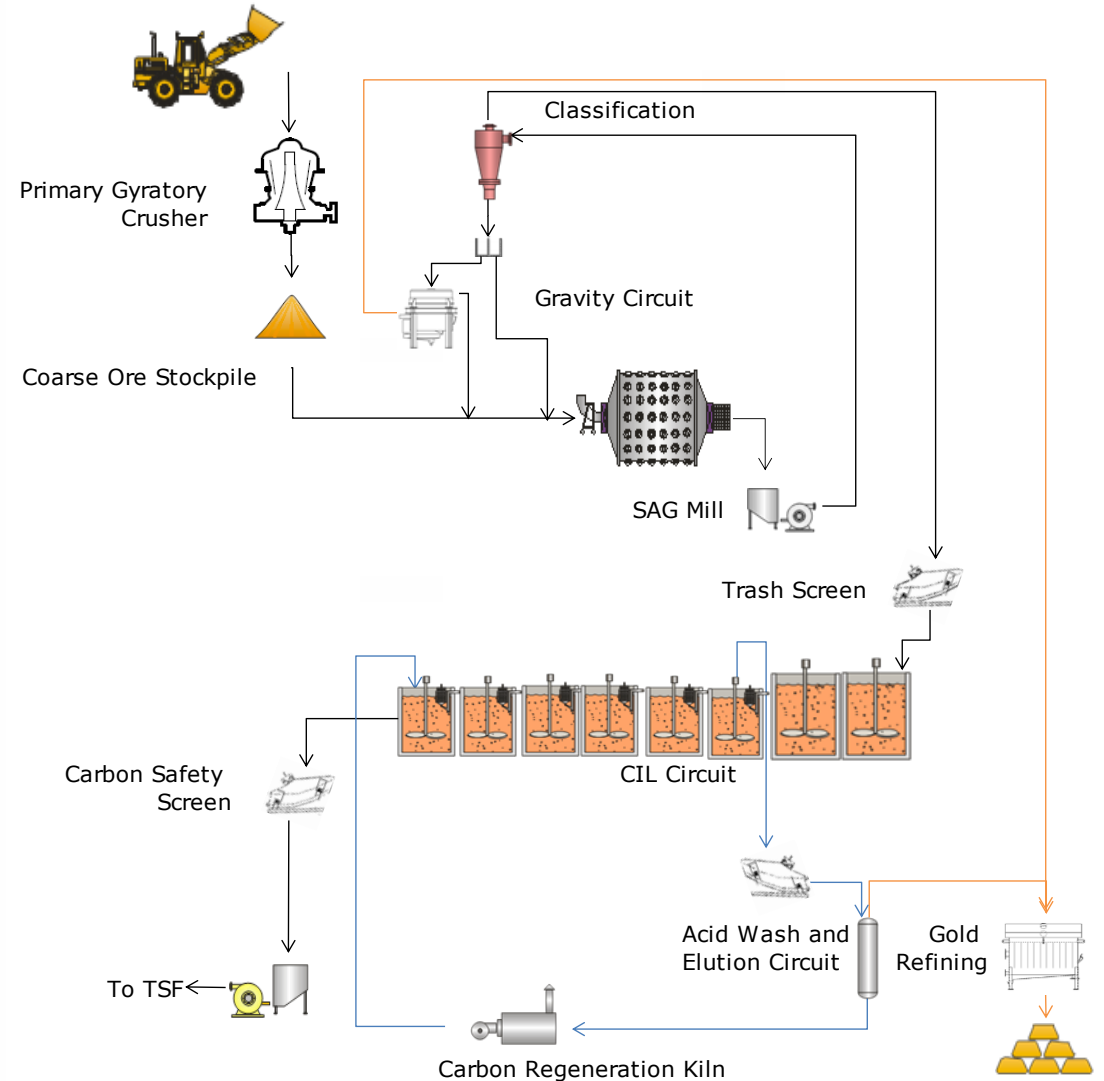 Classification
Primary Gyratory
Crusher
Gravity Circuit
Coarse Ore Stockpile
SAG Mill
Trash Screen
CIL Circuit
Carbon Safety
Screen
Acid Wash and
Elution Circuit
Gold
Refining
To TSF
Carbon Regeneration Kiln